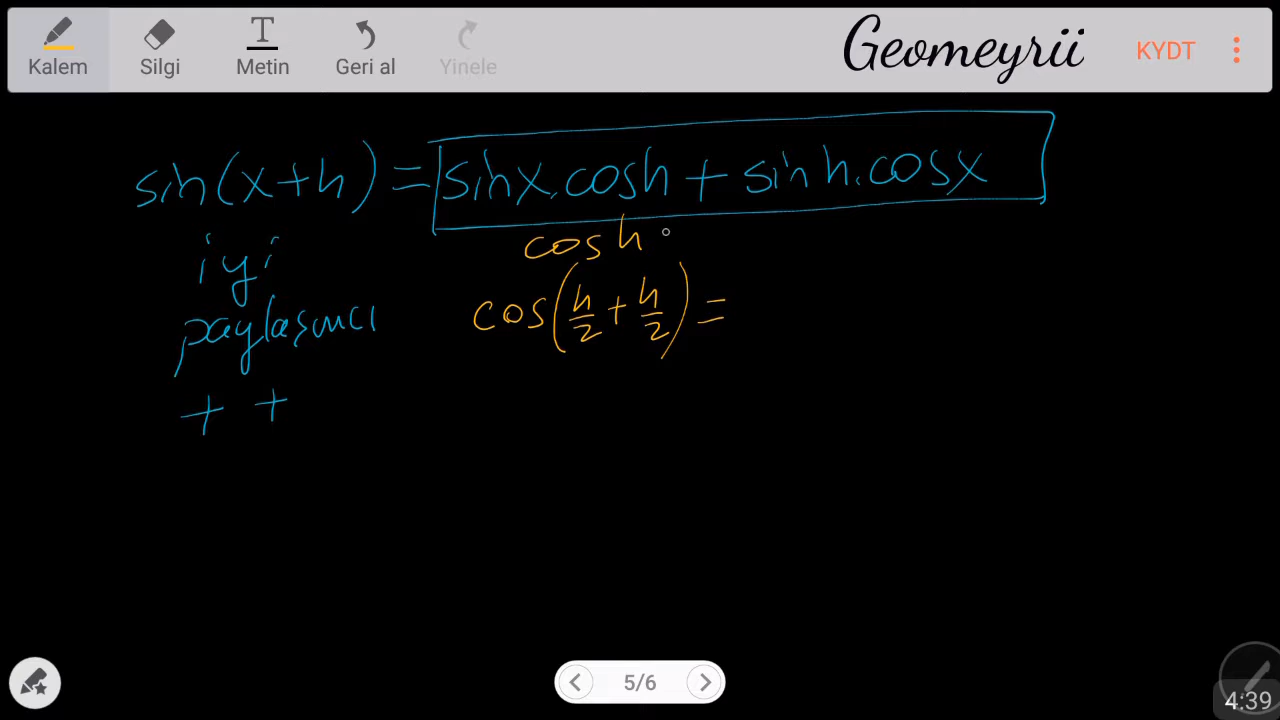 Kalem Silgi Metin Geri al Yinele Geomeyrii KYDT
sin(x+h) = sinx.cosh + sinh.cosx
iyi
cosh
paylaşımcı
cos(h/2 + h/2) =
+ +
5/6
4:39